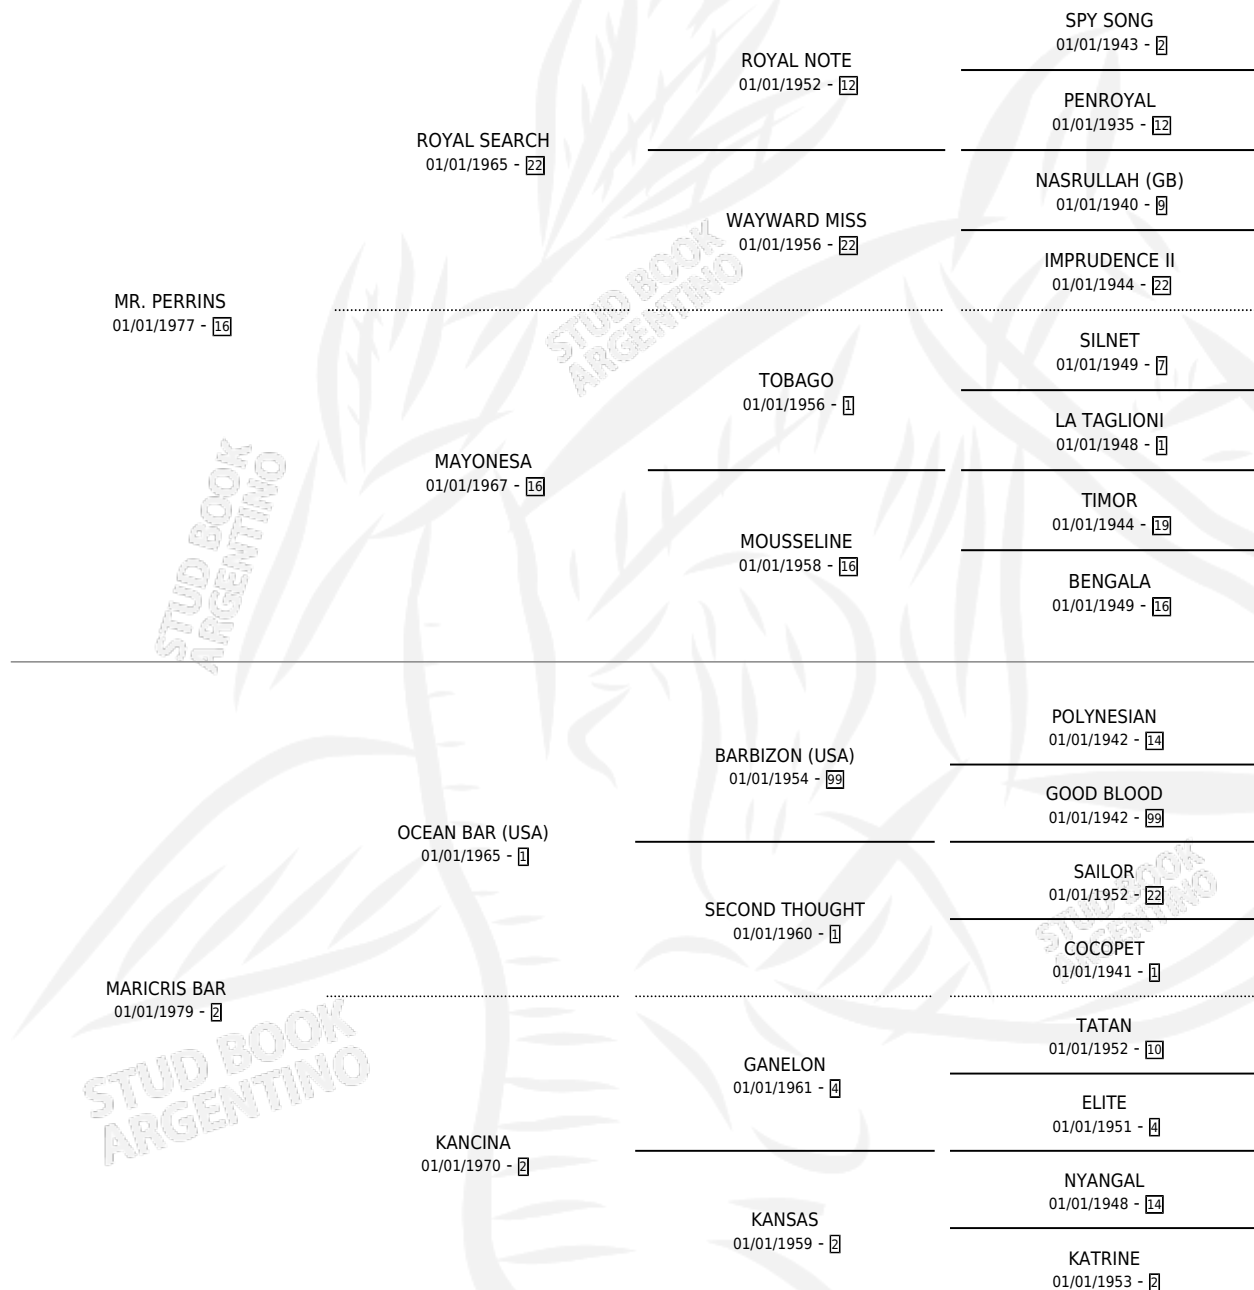 SPY SONG
01/01/1943 - 2
ROYAL NOTE
01/01/1952 - 12
PENROYAL
01/01/1935 - 12
ROYAL SEARCH
01/01/1965 - 22
NASRULLAH (GB)
01/01/1940 - 9
WAYWARD MISS
01/01/1956 - 22
IMPRUDENCE II
01/01/1944 - 22
MR. PERRINS
01/01/1977 - 16
SILNET
01/01/1949 - 7
TOBAGO
01/01/1956 - 1
LA TAGLIONI
01/01/1948 - 1
MAYONESA
01/01/1967 - 16
TIMOR
01/01/1944 - 19
MOUSSELINE
01/01/1958 - 16
BENGALA
01/01/1949 - 16
POLYNESIAN
01/01/1942 - 14
BARBIZON (USA)
01/01/1954 - 99
GOOD BLOOD
01/01/1942 - 99
OCEAN BAR (USA)
01/01/1965 - 1
SAILOR
01/01/1952 - 22
SECOND THOUGHT
01/01/1960 - 1
COCOPET
01/01/1941 - 1
MARICRIS BAR
01/01/1979 - 2
TATAN
01/01/1952 - 10
GANELON
01/01/1961 - 4
ELITE
01/01/1951 - 4
KANCINA
01/01/1970 - 2
NYANGAL
01/01/1948 - 14
KANSAS
01/01/1959 - 2
KATRINE
01/01/1953 - 2
STUD BOOK
ARGENTINO
STUD BOOK
ARGENTINO
STUD BOOK
ARGENTINO
STUD BOOK
ARGENTINO